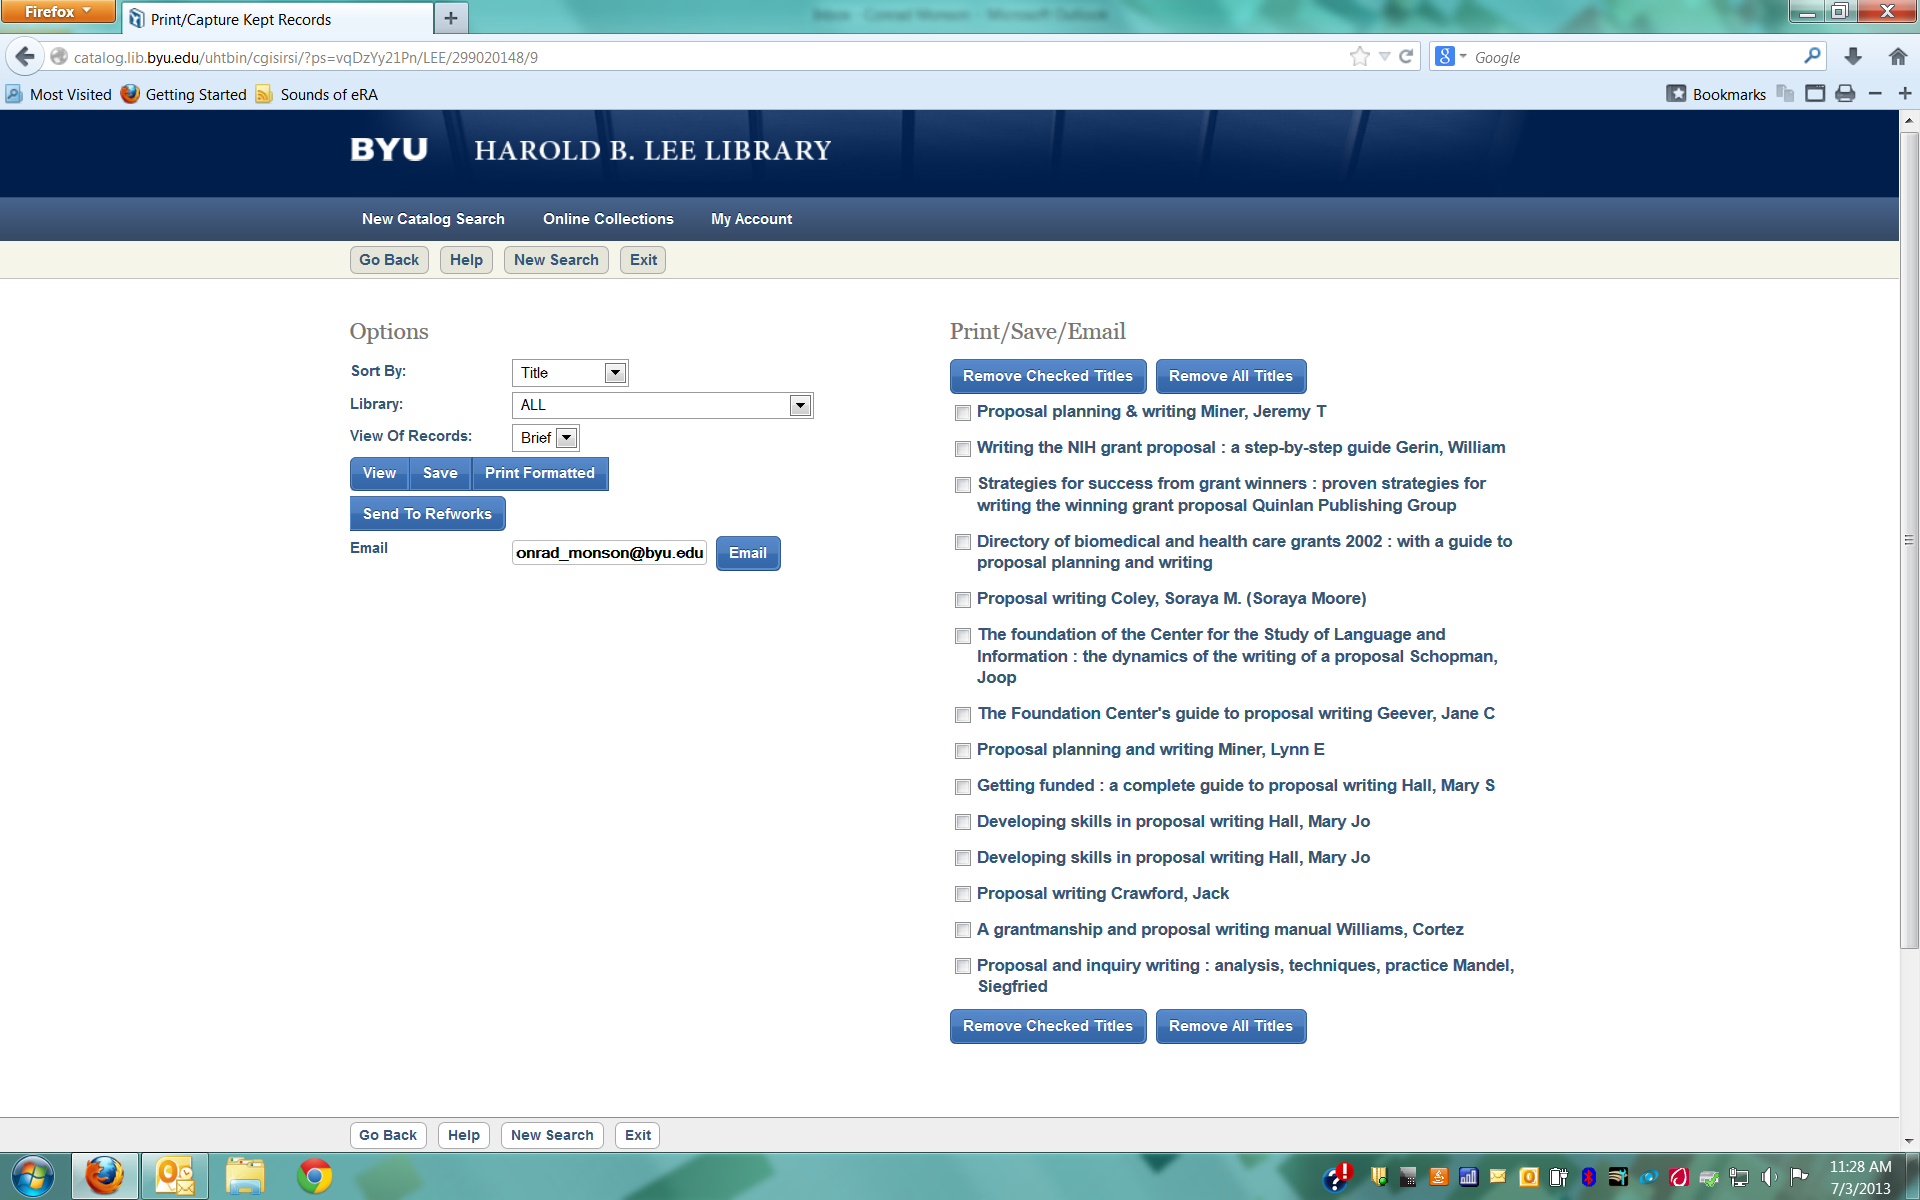 Firefox
Print/Capture Kept Records
Inbox - Conrad Monson - Microsoft Outlook
catalog.lib.byu.edu/uhtbin/cgisirsi/?ps=vqDzYy21Pn/LEE/299020148/9
Google
Most Visited Getting Started Sounds of eRA
Bookmarks
BYU HAROLD B. LEE LIBRARY
New Catalog Search Online Collections My Account
Go Back Help New Search Exit
Options
Sort By: Title
Library: ALL
View Of Records: Brief
View Save Print Formatted
Send To Refworks
Email onrad_monson@byu.edu Email
Print/Save/Email
Remove Checked Titles Remove All Titles
Proposal planning & writing Miner, Jeremy T
Writing the NIH grant proposal : a step-by-step guide Gerin, William
Strategies for success from grant winners : proven strategies for
writing the winning grant proposal Quinlan Publishing Group
Directory of biomedical and health care grants 2002 : with a guide to
proposal planning and writing
Proposal writing Coley, Soraya M. (Soraya Moore)
The foundation of the Center for the Study of Language and
Information : the dynamics of the writing of a proposal Schopman,
Joop
The Foundation Center's guide to proposal writing Geever, Jane C
Proposal planning and writing Miner, Lynn E
Getting funded : a complete guide to proposal writing Hall, Mary S
Developing skills in proposal writing Hall, Mary Jo
Developing skills in proposal writing Hall, Mary Jo
Proposal writing Crawford, Jack
A grantmanship and proposal writing manual Williams, Cortez
Proposal and inquiry writing : analysis, techniques, practice Mandel,
Siegfried
Remove Checked Titles Remove All Titles
Go Back Help New Search Exit
11:28 AM
7/3/2013